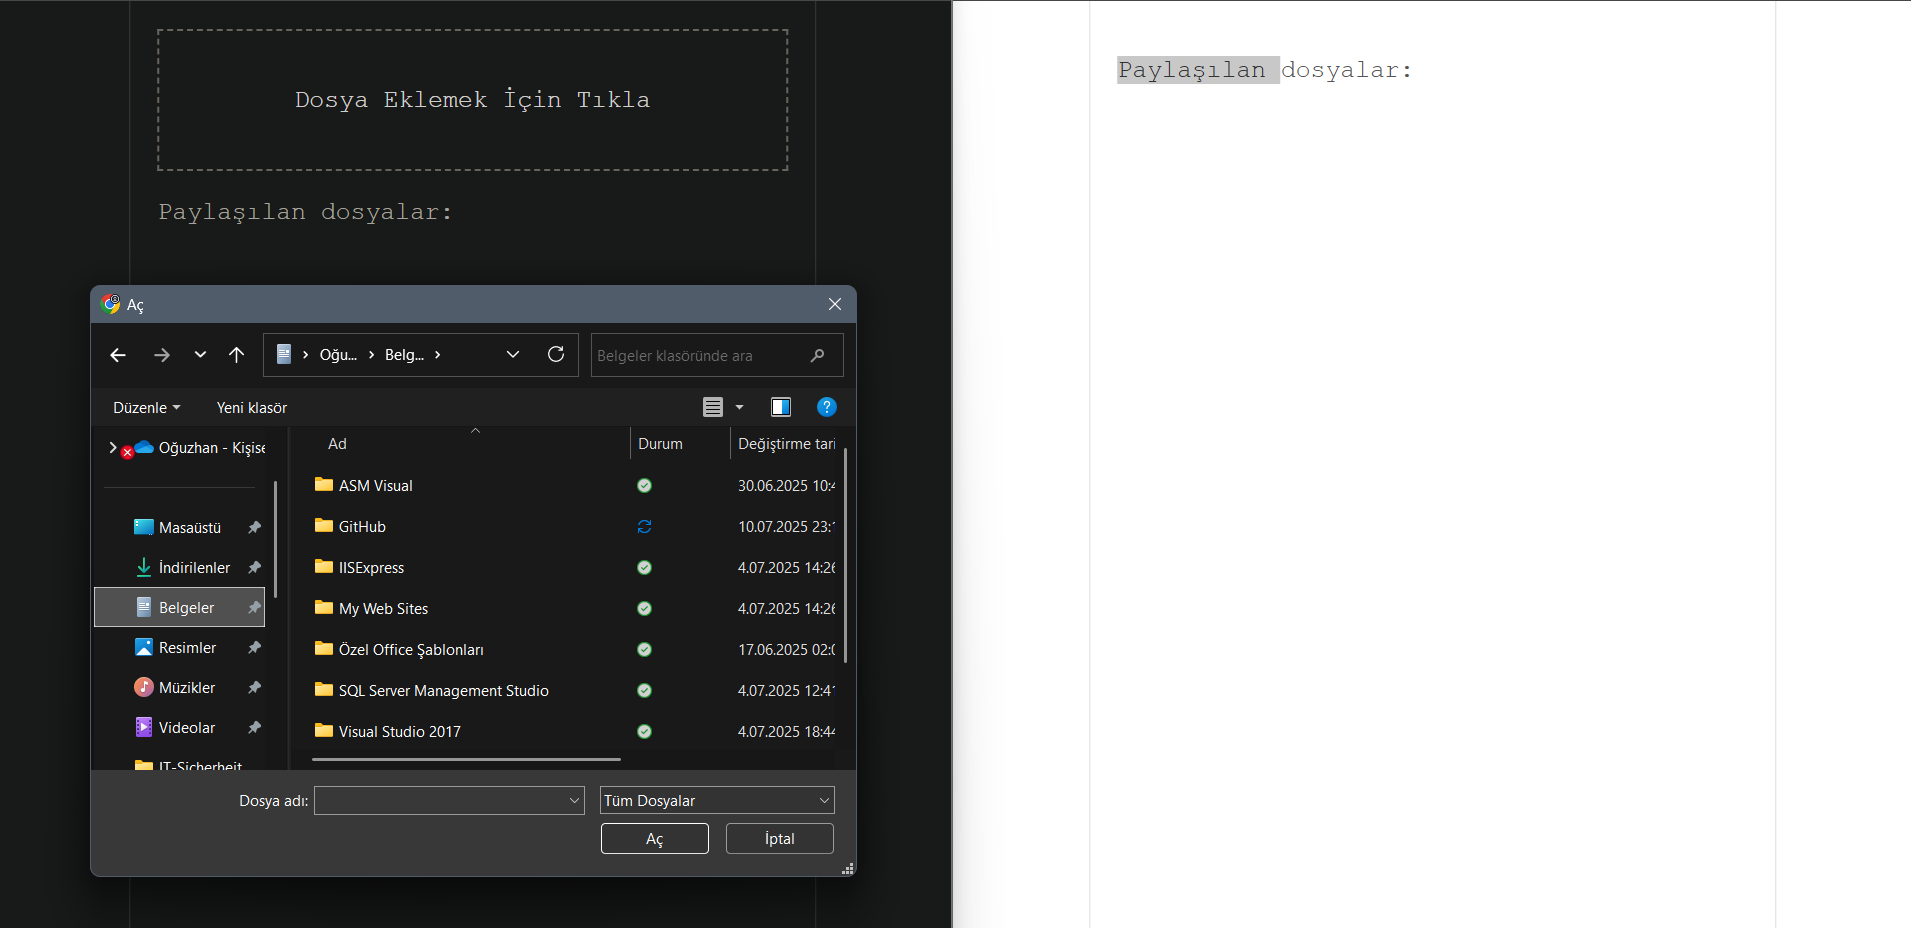 Dosya Eklemek İçin Tıkla
Paylaşılan dosyalar:
Paylaşılan dosyalar:
Aç
Oğu... Belg...
Belgeler klasöründe ara
Düzenle Yeni klasör
Oğuzhan - Kişise
Masaüstü
İndirilenler
Belgeler
Resimler
Müzikler
Videolar
IT-Sicherheit
Ad Durum Değiştirme tari
ASM Visual 30.06.2025 10:4
GitHub 10.07.2025 23:1
IISExpress 4.07.2025 14:26
My Web Sites 4.07.2025 14:26
Özel Office Şablonları 17.06.2025 02:0
SQL Server Management Studio 4.07.2025 12:41
Visual Studio 2017 4.07.2025 18:44
Dosya adı: Tüm Dosyalar
Aç İptal